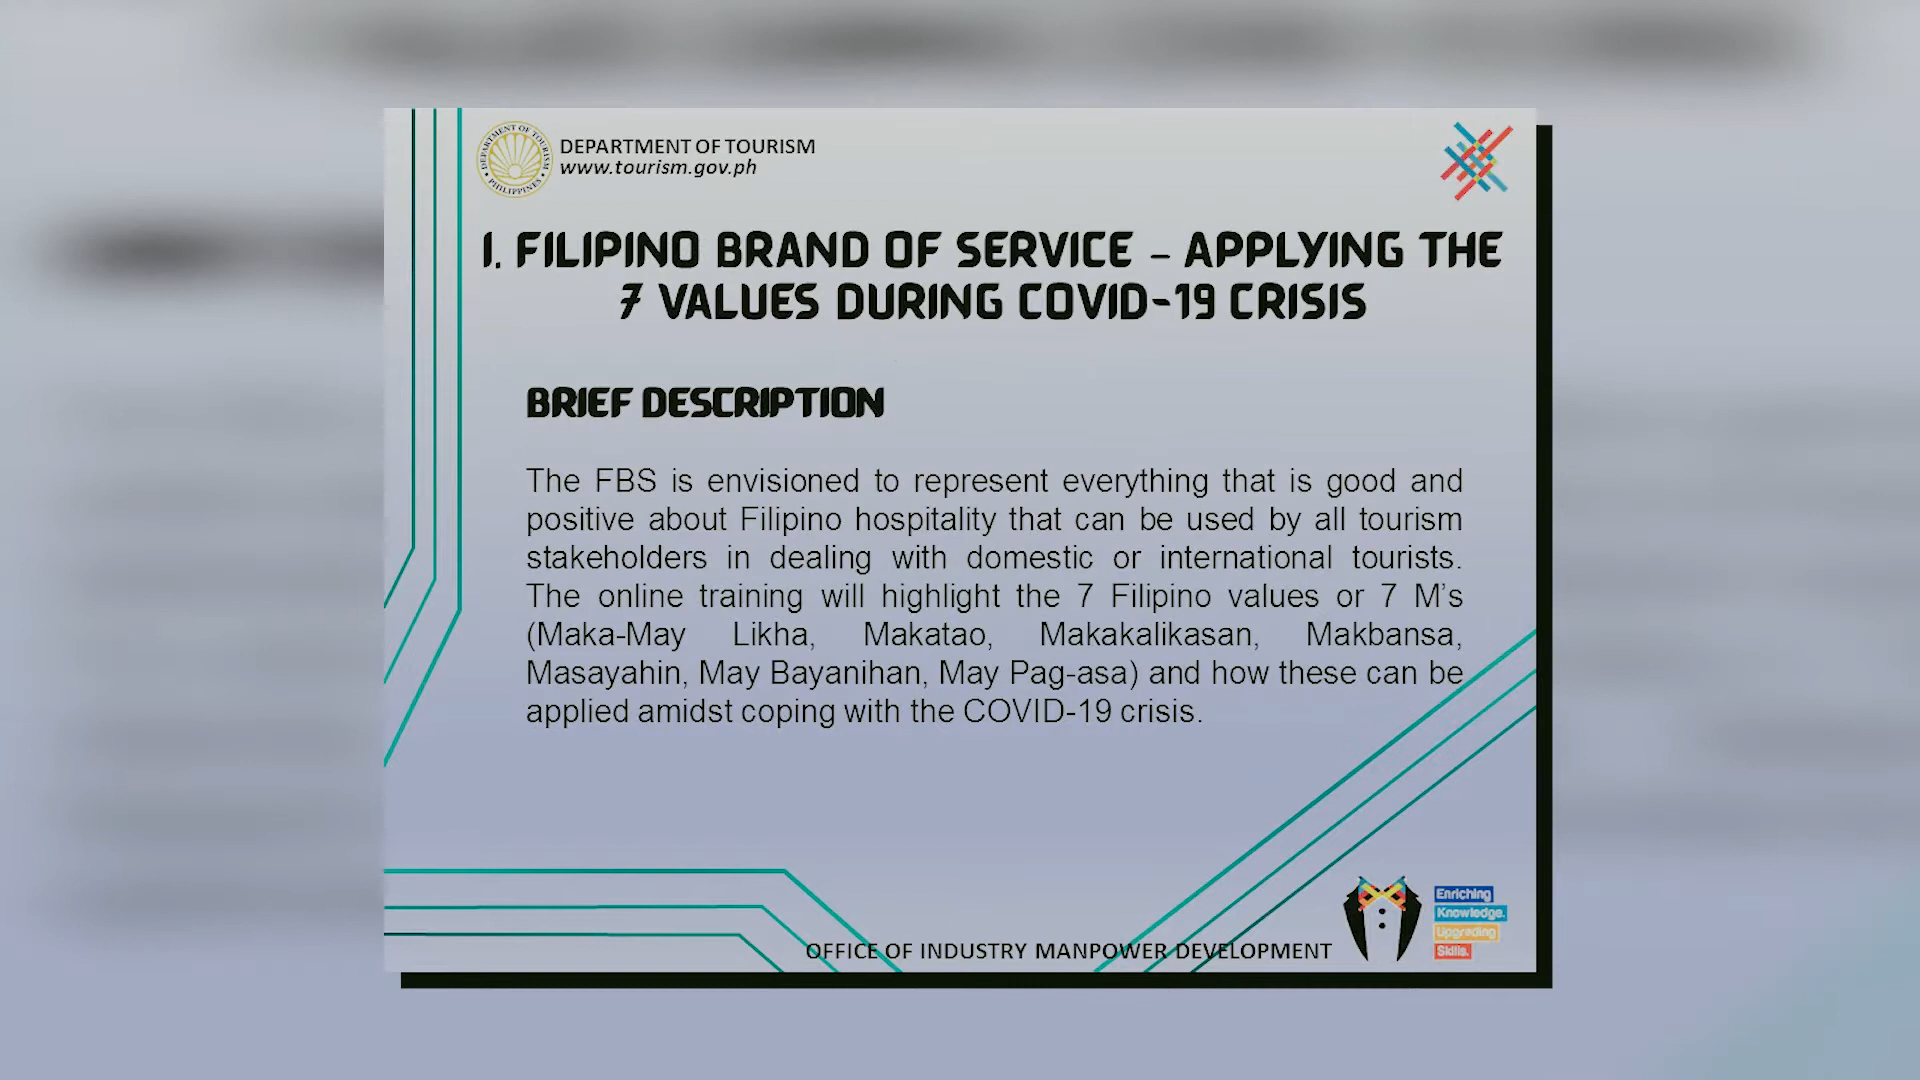 DEPARTMENT OF TOURISM
PHILIPPINES
DEPARTMENT OF TOURISM
www.tourism.gov.ph
1. FILIPINO BRAND OF SERVICE – APPLYING THE
7 VALUES DURING COVID-19 CRISIS
BRIEF DESCRIPTION
The FBS is envisioned to represent everything that is good and
positive about Filipino hospitality that can be used by all tourism
stakeholders in dealing with domestic or international tourists.
The online training will highlight the 7 Filipino values or 7 M’s
(Maka-May Likha, Makatao, Makakalikasan, Makbansa,
Masayahin, May Bayanihan, May Pag-asa) and how these can be
applied amidst coping with the COVID-19 crisis.
OFFICE OF INDUSTRY MANPOWER DEVELOPMENT
Enriching
Knowledge.
Upgrading
Skills.